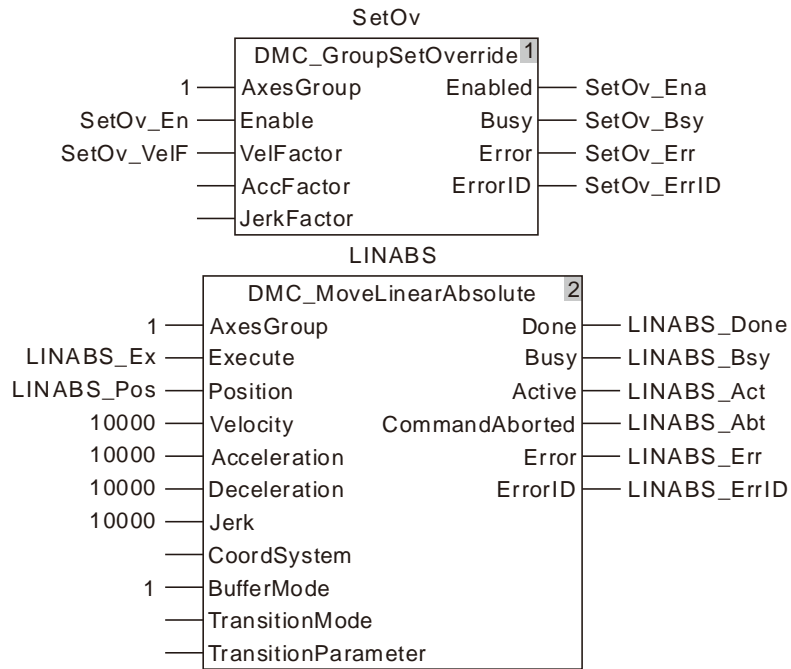 SetOv
DMC_GroupSetOverride 1
1 AxesGroup Enabled SetOv_Ena
SetOv_En Enable Busy SetOv_Bsy
SetOv_VelF VelFactor Error SetOv_Err
AccFactor ErrorID SetOv_ErrID
JerkFactor
LINABS
DMC_MoveLinearAbsolute 2
1 AxesGroup Done LINABS_Done
LINABS_Ex Execute Busy LINABS_Bsy
LINABS_Pos Position Active LINABS_Act
10000 Velocity CommandAborted LINABS_Abt
10000 Acceleration Error LINABS_Err
10000 Deceleration ErrorID LINABS_ErrID
10000 Jerk
CoordSystem
1 BufferMode
TransitionMode
TransitionParameter